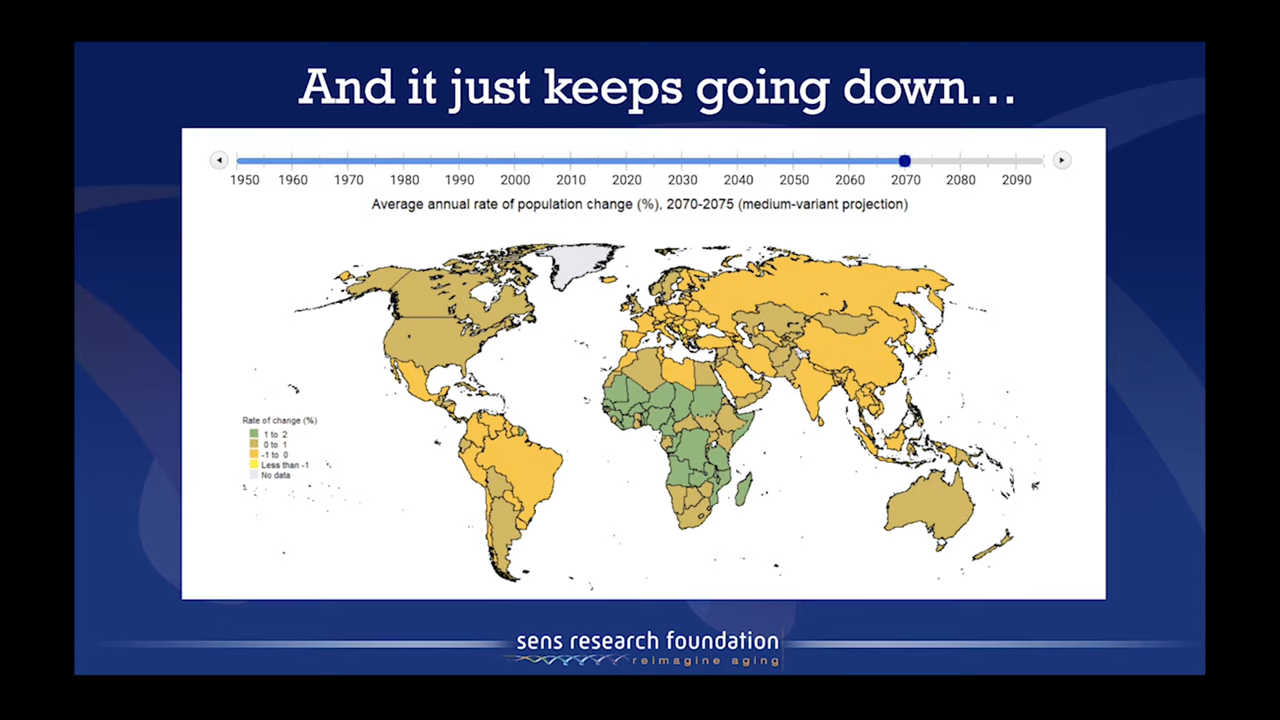 And it just keeps going down...
1950 1960 1970 1980 1990 2000 2010 2020 2030 2040 2050 2060 2070 2080 2090
Average annual rate of population change (%), 2070-2075 (medium-variant projection)
Rate of change (%)
1 to 2
0 to 1
-1 to 0
Less than -1
No data
sens research foundation
reimagine aging